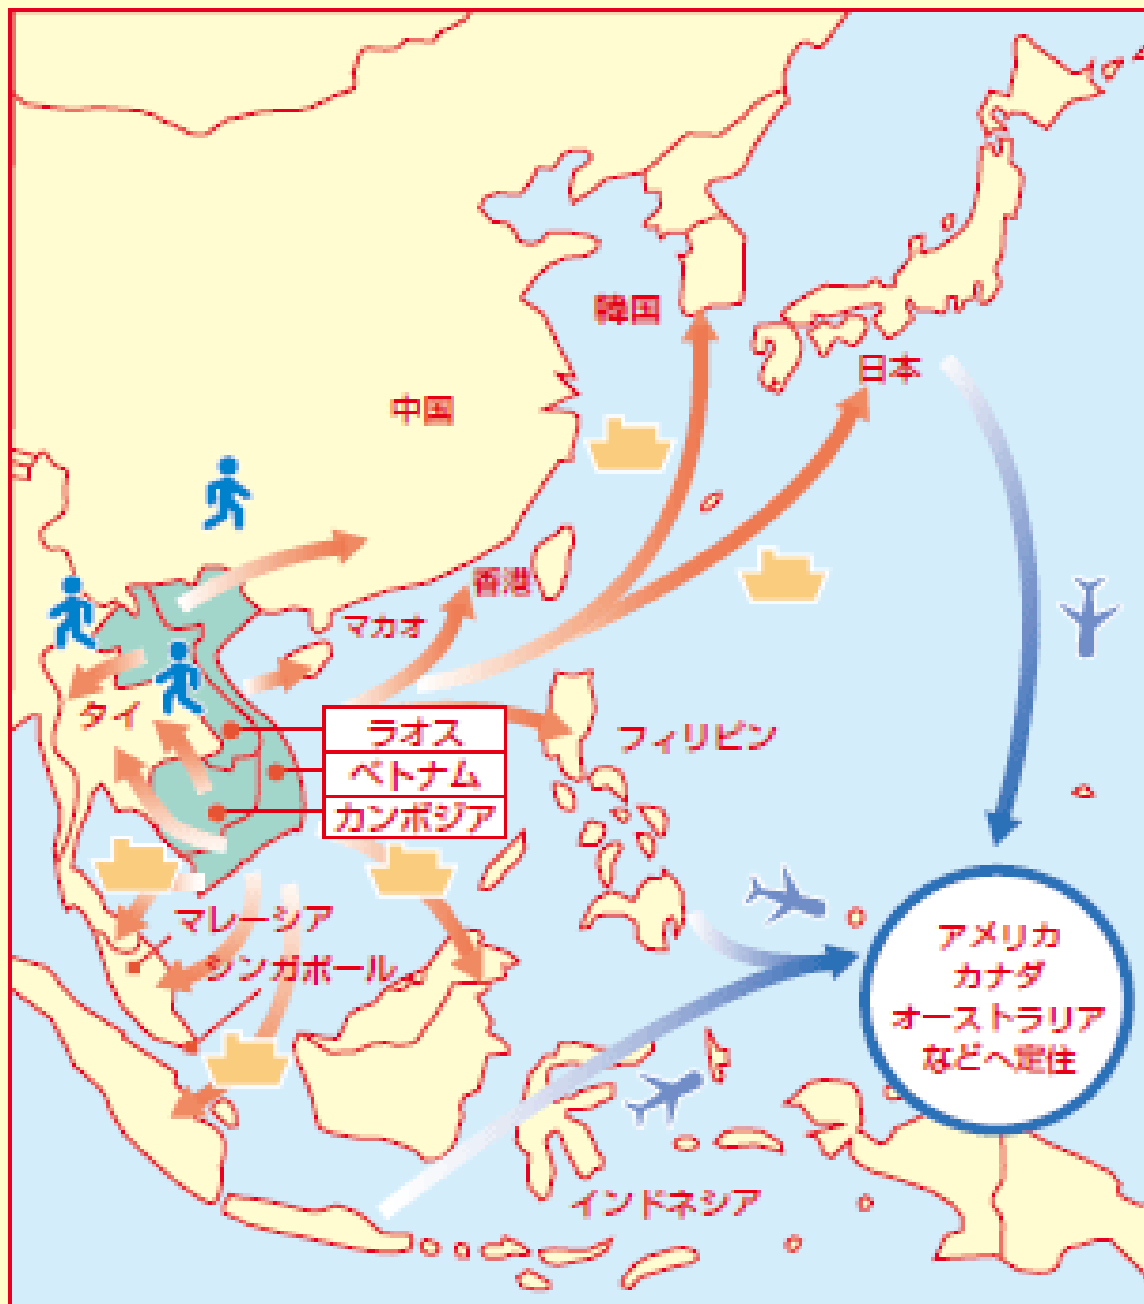 韓国
日本
中国
香港
マカオ
タイ
ラオス
ベトナム
カンボジア
フィリピン
マレーシア
シンガポール
アメリカ
カナダ
オーストラリア
などへ定住
インドネシア